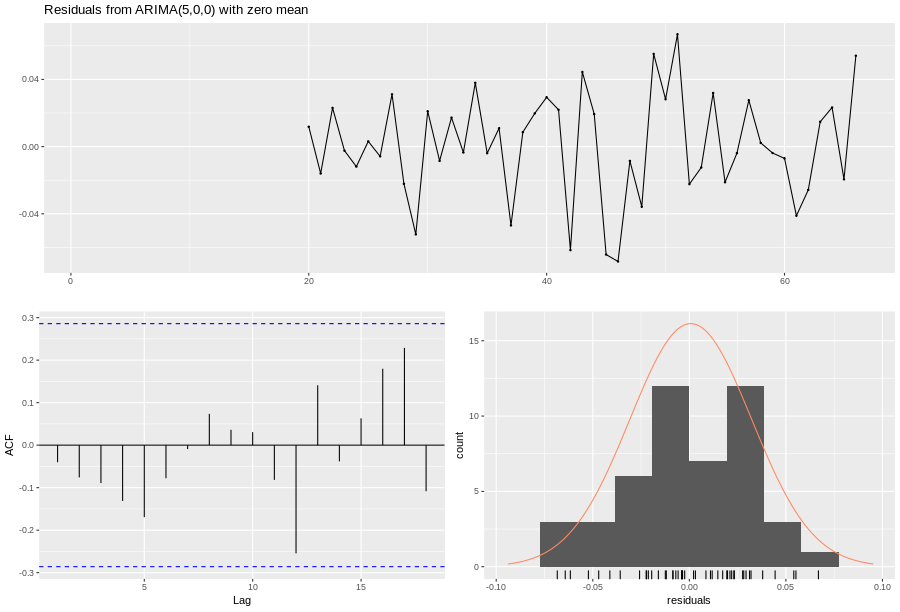 Residuals from ARIMA(5,0,0) with zero mean
0.04
0.00
-0.04
0 20 40 60
0.3
0.2
0.1
0.0
-0.1
-0.2
-0.3
ACF
5 10 15
Lag
15
10
5
0
count
-0.10 -0.05 0.00 0.05 0.10
residuals